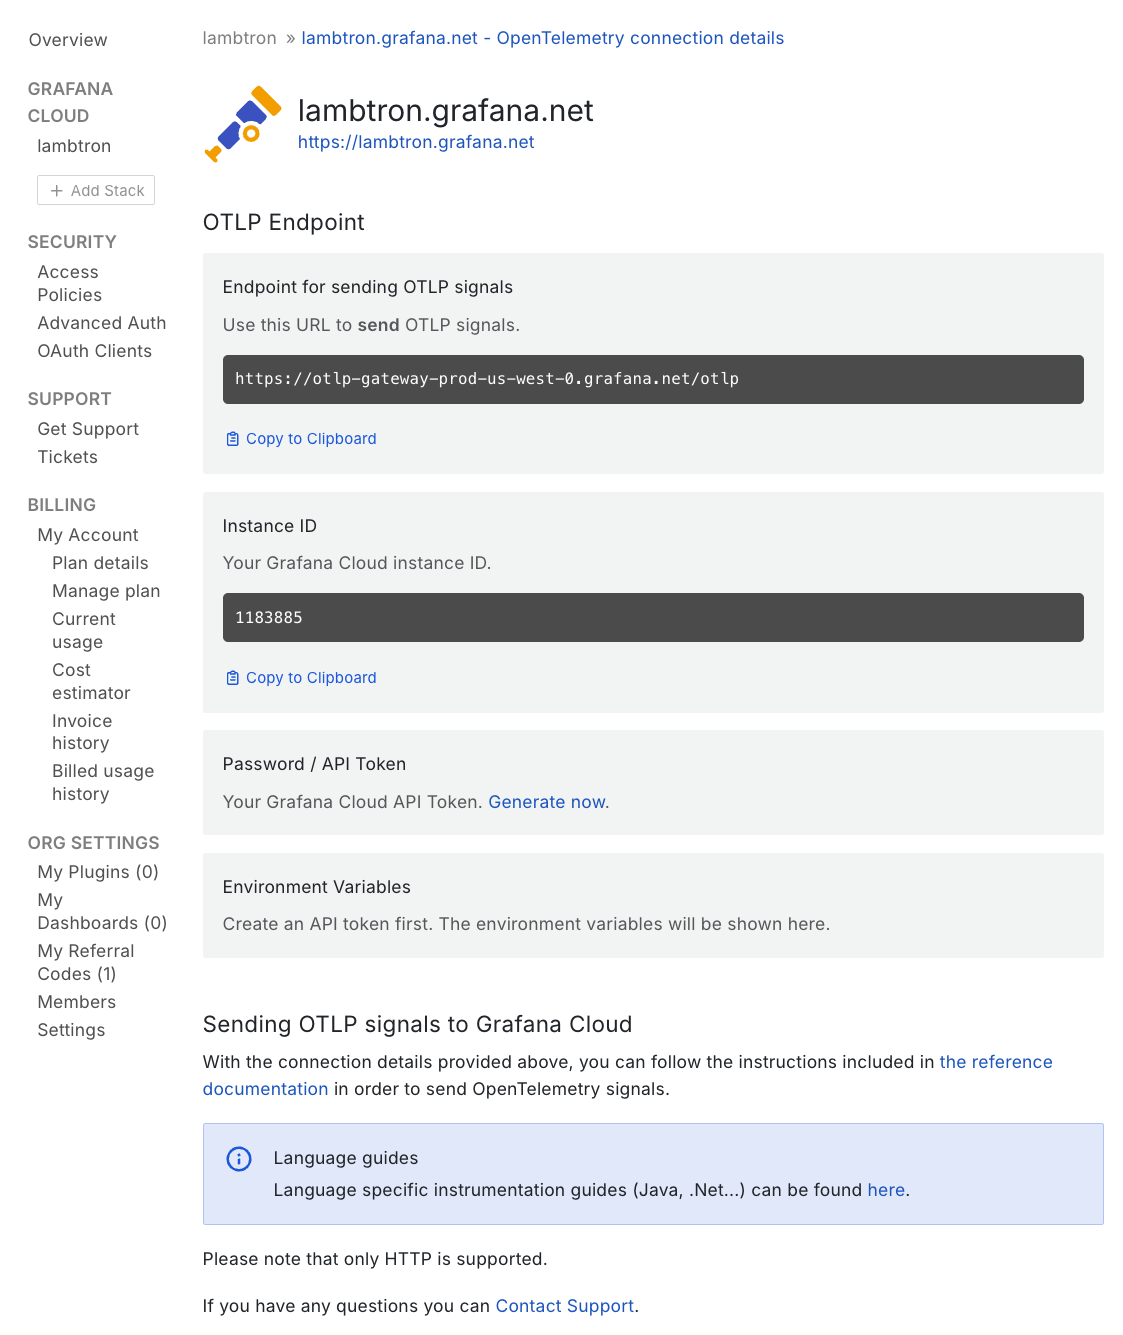 Overview
GRAFANA
CLOUD
lambtron
+ Add Stack
SECURITY
Access
Policies
Advanced Auth
OAuth Clients
SUPPORT
Get Support
Tickets
BILLING
My Account
Plan details
Manage plan
Current
usage
Cost
estimator
Invoice
history
Billed usage
history
ORG SETTINGS
My Plugins (0)
My
Dashboards (0)
My Referral
Codes (1)
Members
Settings
lambtron » lambtron.grafana.net - OpenTelemetry connection details
lambtron.grafana.net
https://lambtron.grafana.net
OTLP Endpoint
Endpoint for sending OTLP signals
Use this URL to send OTLP signals.
https://otlp-gateway-prod-us-west-0.grafana.net/otlp
Copy to Clipboard
Instance ID
Your Grafana Cloud instance ID.
1183885
Copy to Clipboard
Password / API Token
Your Grafana Cloud API Token. Generate now.
Environment Variables
Create an API token first. The environment variables will be shown here.
Sending OTLP signals to Grafana Cloud
With the connection details provided above, you can follow the instructions included in the reference
documentation in order to send OpenTelemetry signals.
Language guides
Language specific instrumentation guides (Java, .Net...) can be found here.
Please note that only HTTP is supported.
If you have any questions you can Contact Support.